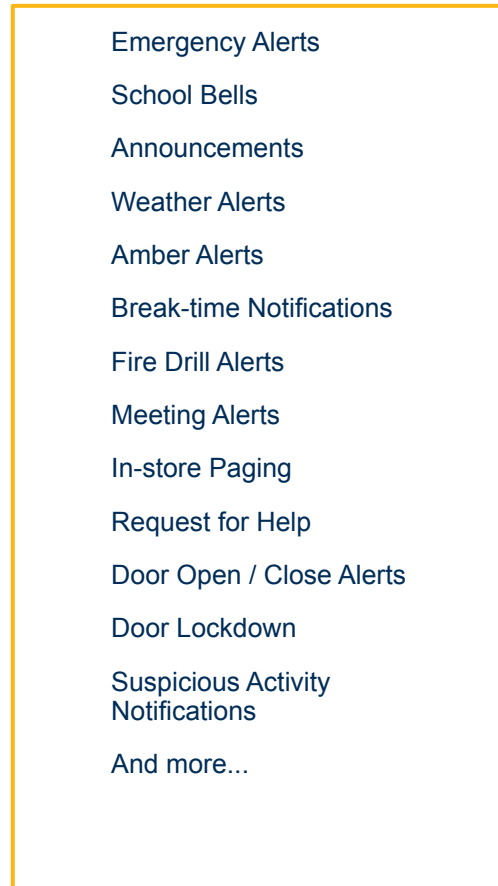 Emergency Alerts
School Bells
Announcements
Weather Alerts
Amber Alerts
Break-time Notifications
Fire Drill Alerts
Meeting Alerts
In-store Paging
Request for Help
Door Open / Close Alerts
Door Lockdown
Suspicious Activity
Notifications
And more...